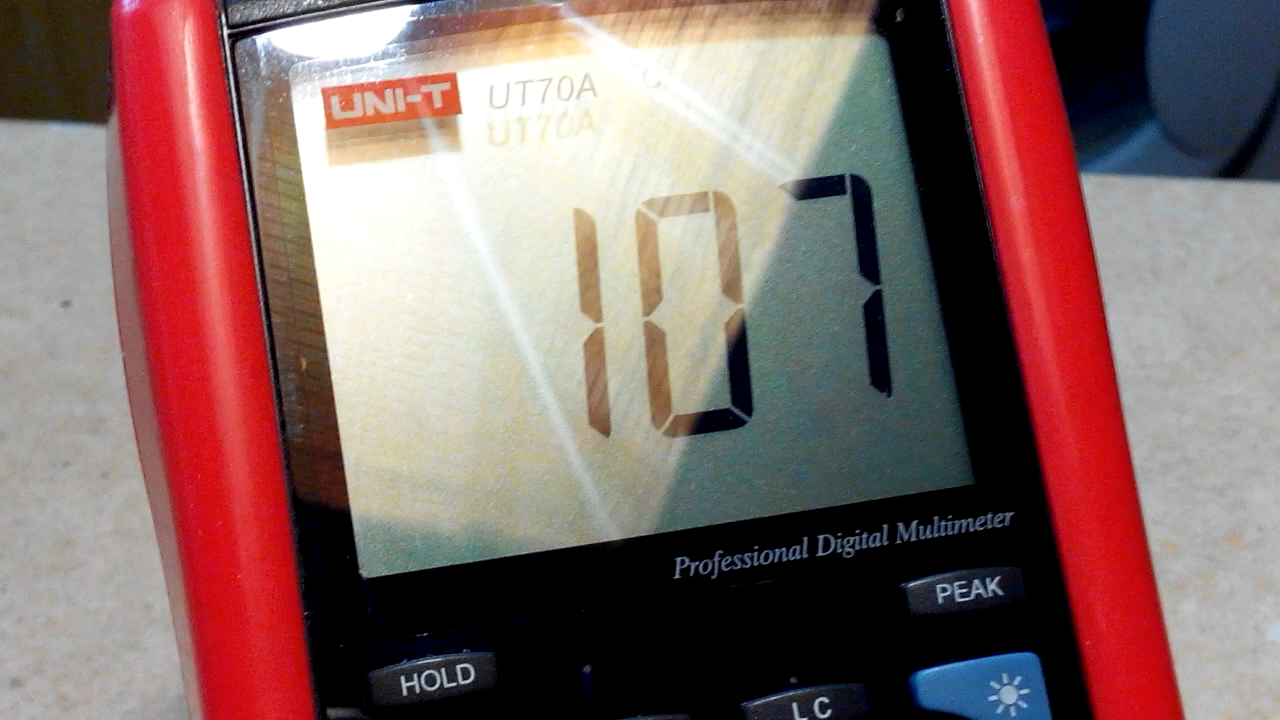 UNI-T UT70A °C
107
Professional Digital Multimeter
PEAK
HOLD
LC